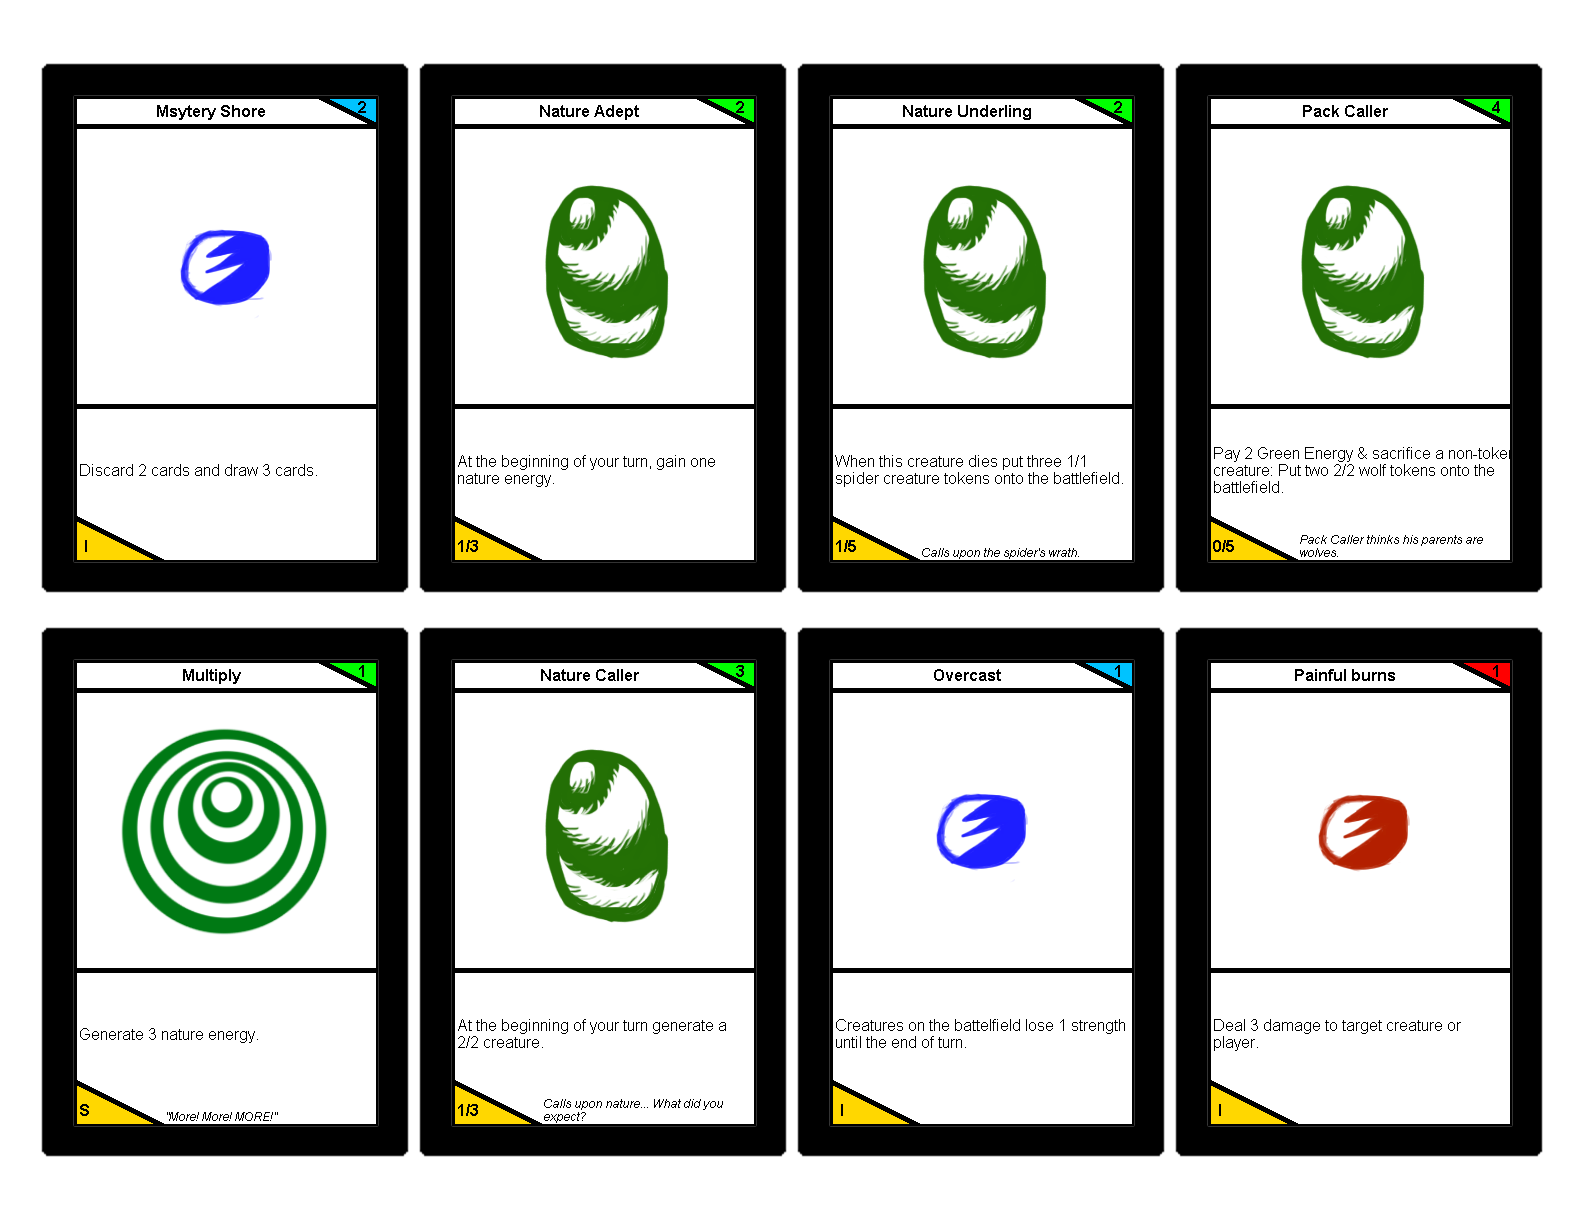 Msytery Shore
2
Discard 2 cards and draw 3 cards.
I
Nature Adept
2
At the beginning of your turn, gain one
nature energy.
1/3
Nature Underling
2
When this creature dies put three 1/1
spider creature tokens onto the battlefield.
1/5
Calls upon the spider's wrath.
Pack Caller
4
Pay 2 Green Energy & sacrifice a non-token
creature: Put two 2/2 wolf tokens onto the
battlefield.
0/5
Pack Caller thinks his parents are
wolves.
Multiply
1
Generate 3 nature energy.
S
"More! More! MORE!"
Nature Caller
3
At the beginning of your turn generate a
2/2 creature.
1/3
Calls upon nature... What did you
expect?
Overcast
1
Creatures on the battelfield lose 1 strength
until the end of turn.
I
Painful burns
1
Deal 3 damage to target creature or
player.
I